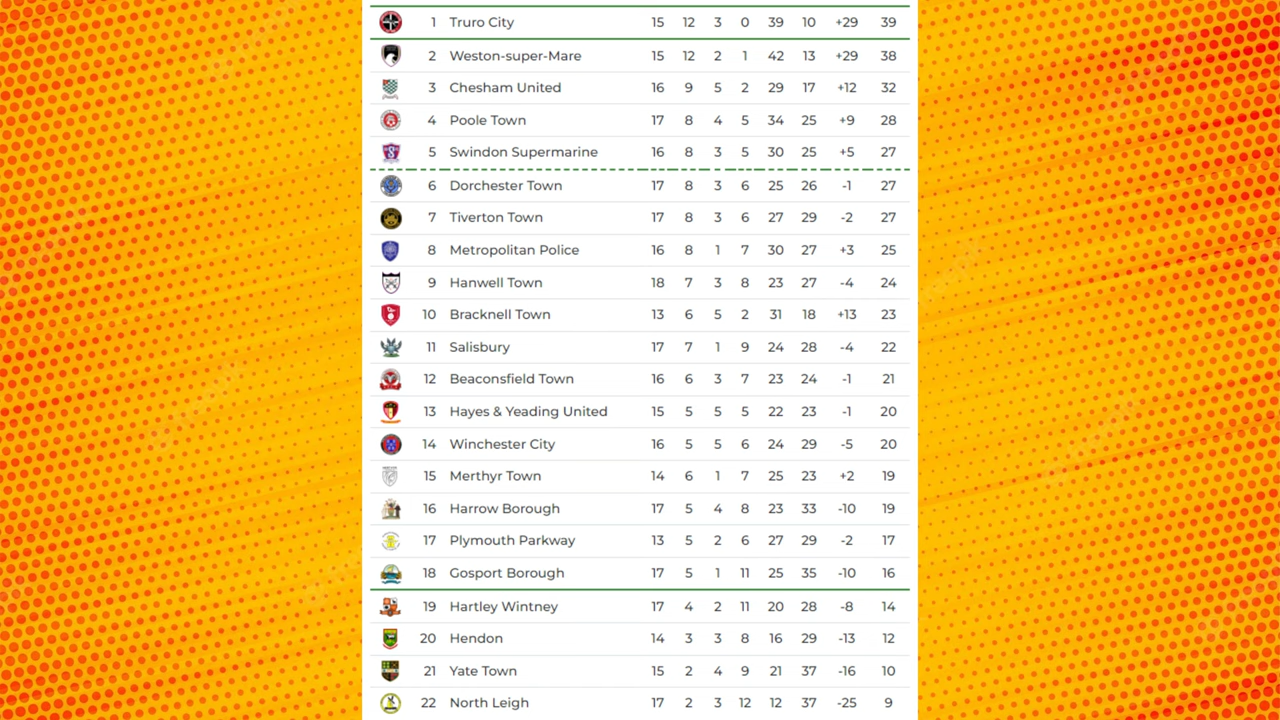 1 Truro City 15 12 3 0 39 10 +29 39
2 Weston-super-Mare 15 12 2 1 42 13 +29 38
3 Chesham United 16 9 5 2 29 17 +12 32
4 Poole Town 17 8 4 5 34 25 +9 28
5 Swindon Supermarine 16 8 3 5 30 25 +5 27
6 Dorchester Town 17 8 3 6 25 26 -1 27
7 Tiverton Town 17 8 3 6 27 29 -2 27
8 Metropolitan Police 16 8 1 7 30 27 +3 25
9 Hanwell Town 18 7 3 8 23 27 -4 24
10 Bracknell Town 13 6 5 2 31 18 +13 23
11 Salisbury 17 7 1 9 24 28 -4 22
12 Beaconsfield Town 16 6 3 7 23 24 -1 21
13 Hayes & Yeading United 15 5 5 5 22 23 -1 20
14 Winchester City 16 5 5 6 24 29 -5 20
15 Merthyr Town 14 6 1 7 25 23 +2 19
16 Harrow Borough 17 5 4 8 23 33 -10 19
17 Plymouth Parkway 13 5 2 6 27 29 -2 17
18 Gosport Borough 17 5 1 11 25 35 -10 16
19 Hartley Wintney 17 4 2 11 20 28 -8 14
20 Hendon 14 3 3 8 16 29 -13 12
21 Yate Town 15 2 4 9 21 37 -16 10
22 North Leigh 17 2 3 12 12 37 -25 9